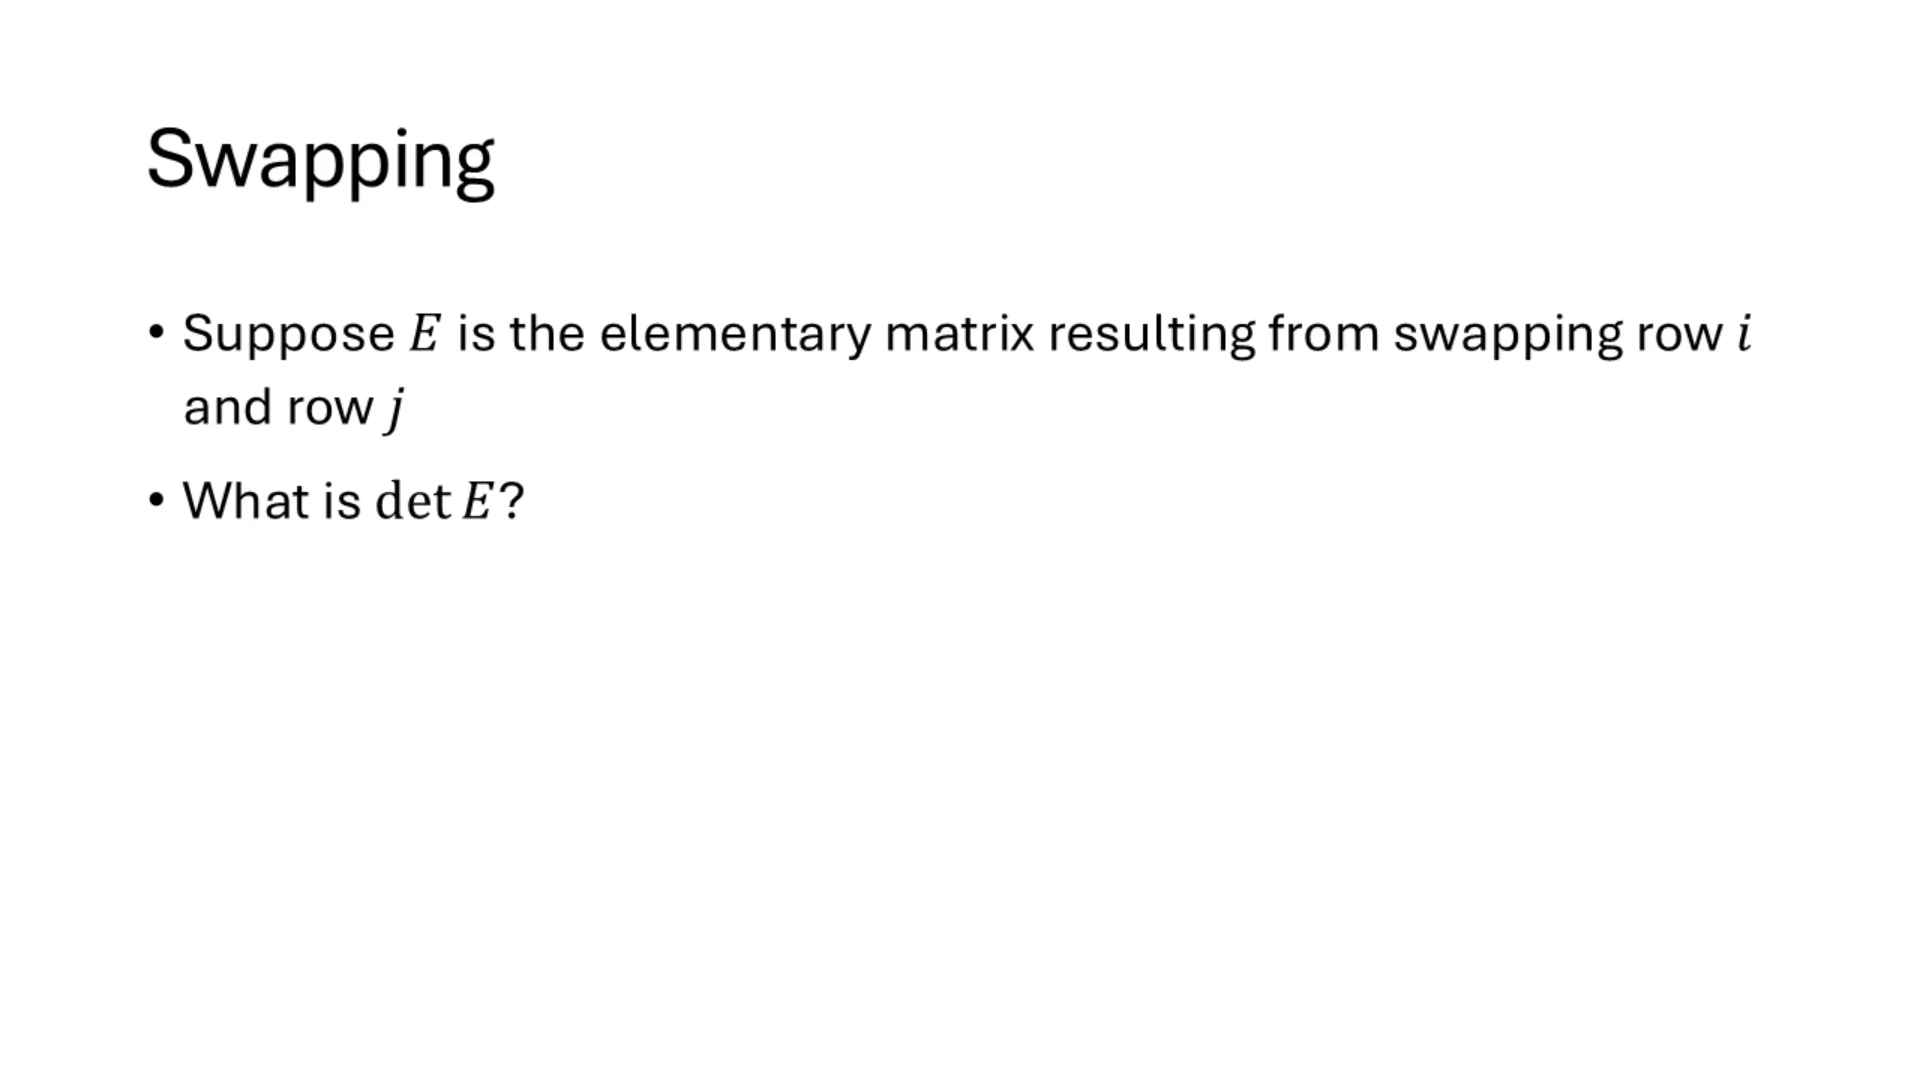 Swapping
• Suppose E is the elementary matrix resulting from swapping row i
and row j
• What is det E?